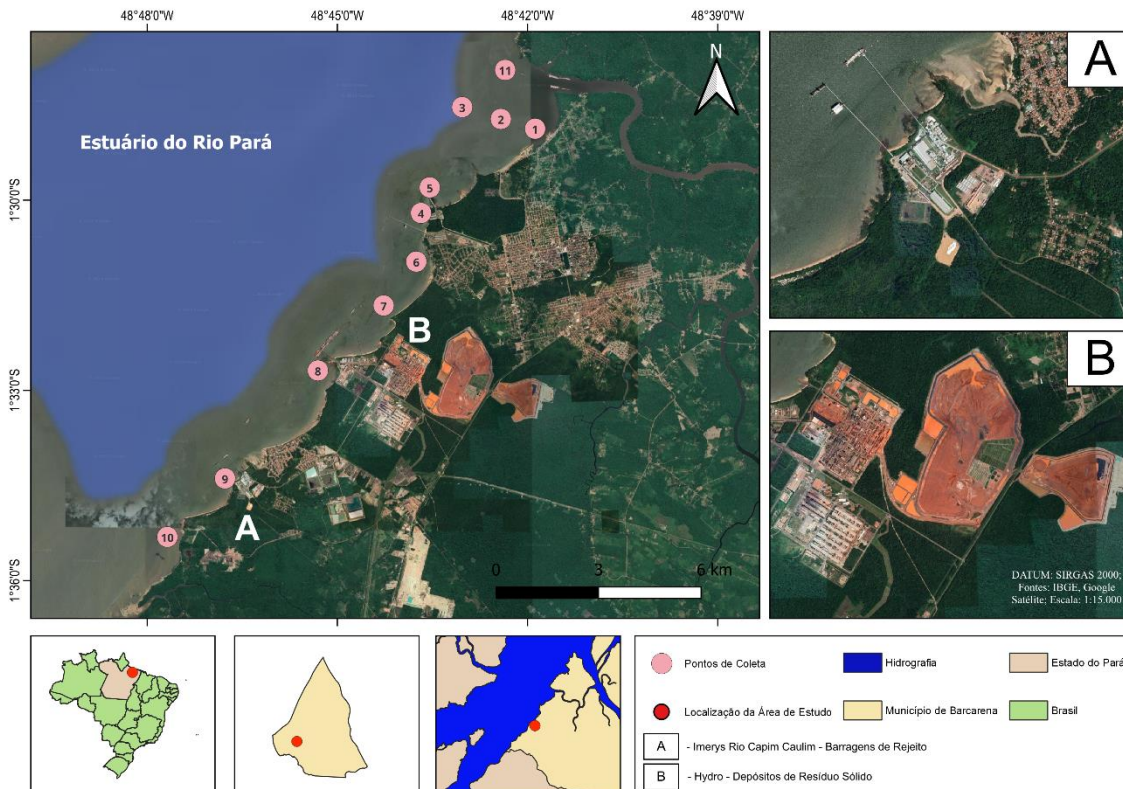 48°48'0"W
48°45'0"W
48°42'0"W
48°39'0"W
1°30'0"S
1°33'0"S
1°36'0"S
Estuário do Rio Pará
N
11
3
2
1
5
4
6
7
B
8
9
A
10
0 3 6 km
A
B
DATUM: SIRGAS 2000;
Fontes: IBGE, Google
Satélite; Escala: 1:15.000
Pontos de Coleta
Hidrografia
Estado do Pará
Localização da Área de Estudo
Município de Barcarena
Brasil
A - Imerys Rio Capim Caulim - Barragens de Rejeito
B - Hydro - Depósitos de Resíduo Sólido